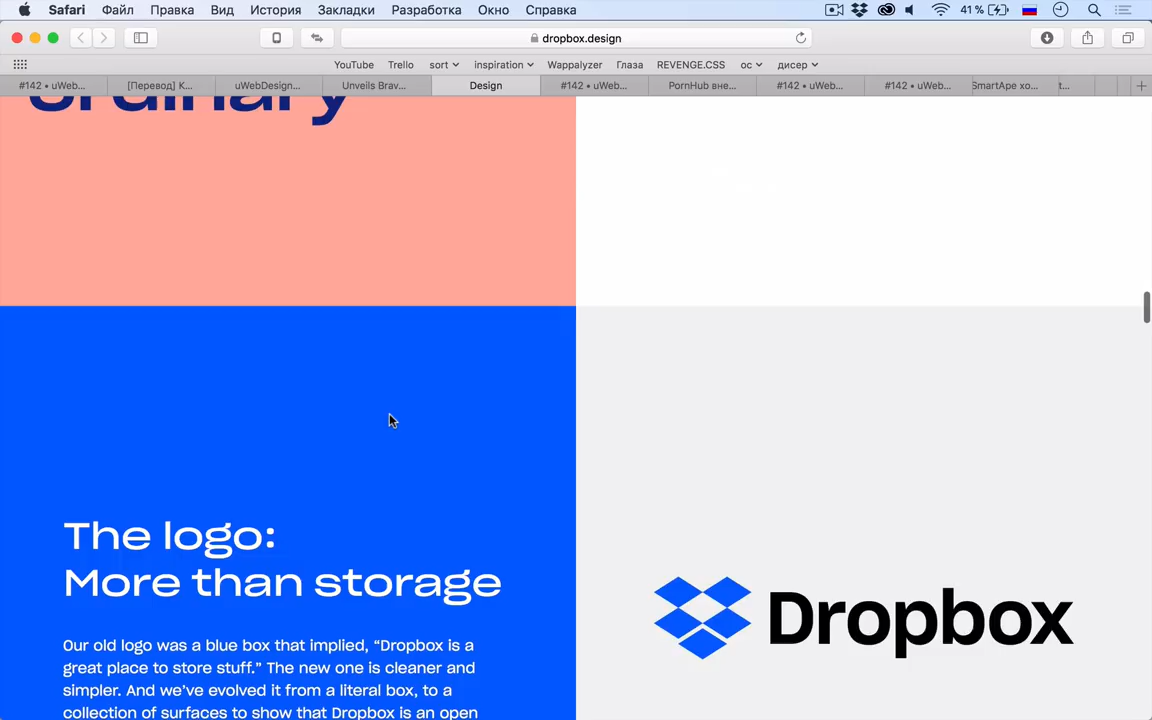 Safari Файл Правка Вид История Закладки Разработка Окно Справка 41%
dropbox.design
YouTube Trello sort inspiration Wappalyzer Глаза REVENGE.CSS ос дисер
#142 • uWeb... [Перевод] К... uWebDesign... Unveils Brav... Design #142 • uWeb... PornHub вне... #142 • uWeb... #142 • uWeb... SmartApe хо... t...
ordinary
The logo:
More than storage
Dropbox
Our old logo was a blue box that implied, “Dropbox is a
great place to store stuff.” The new one is cleaner and
simpler. And we’ve evolved it from a literal box, to a
collection of surfaces to show that Dropbox is an open